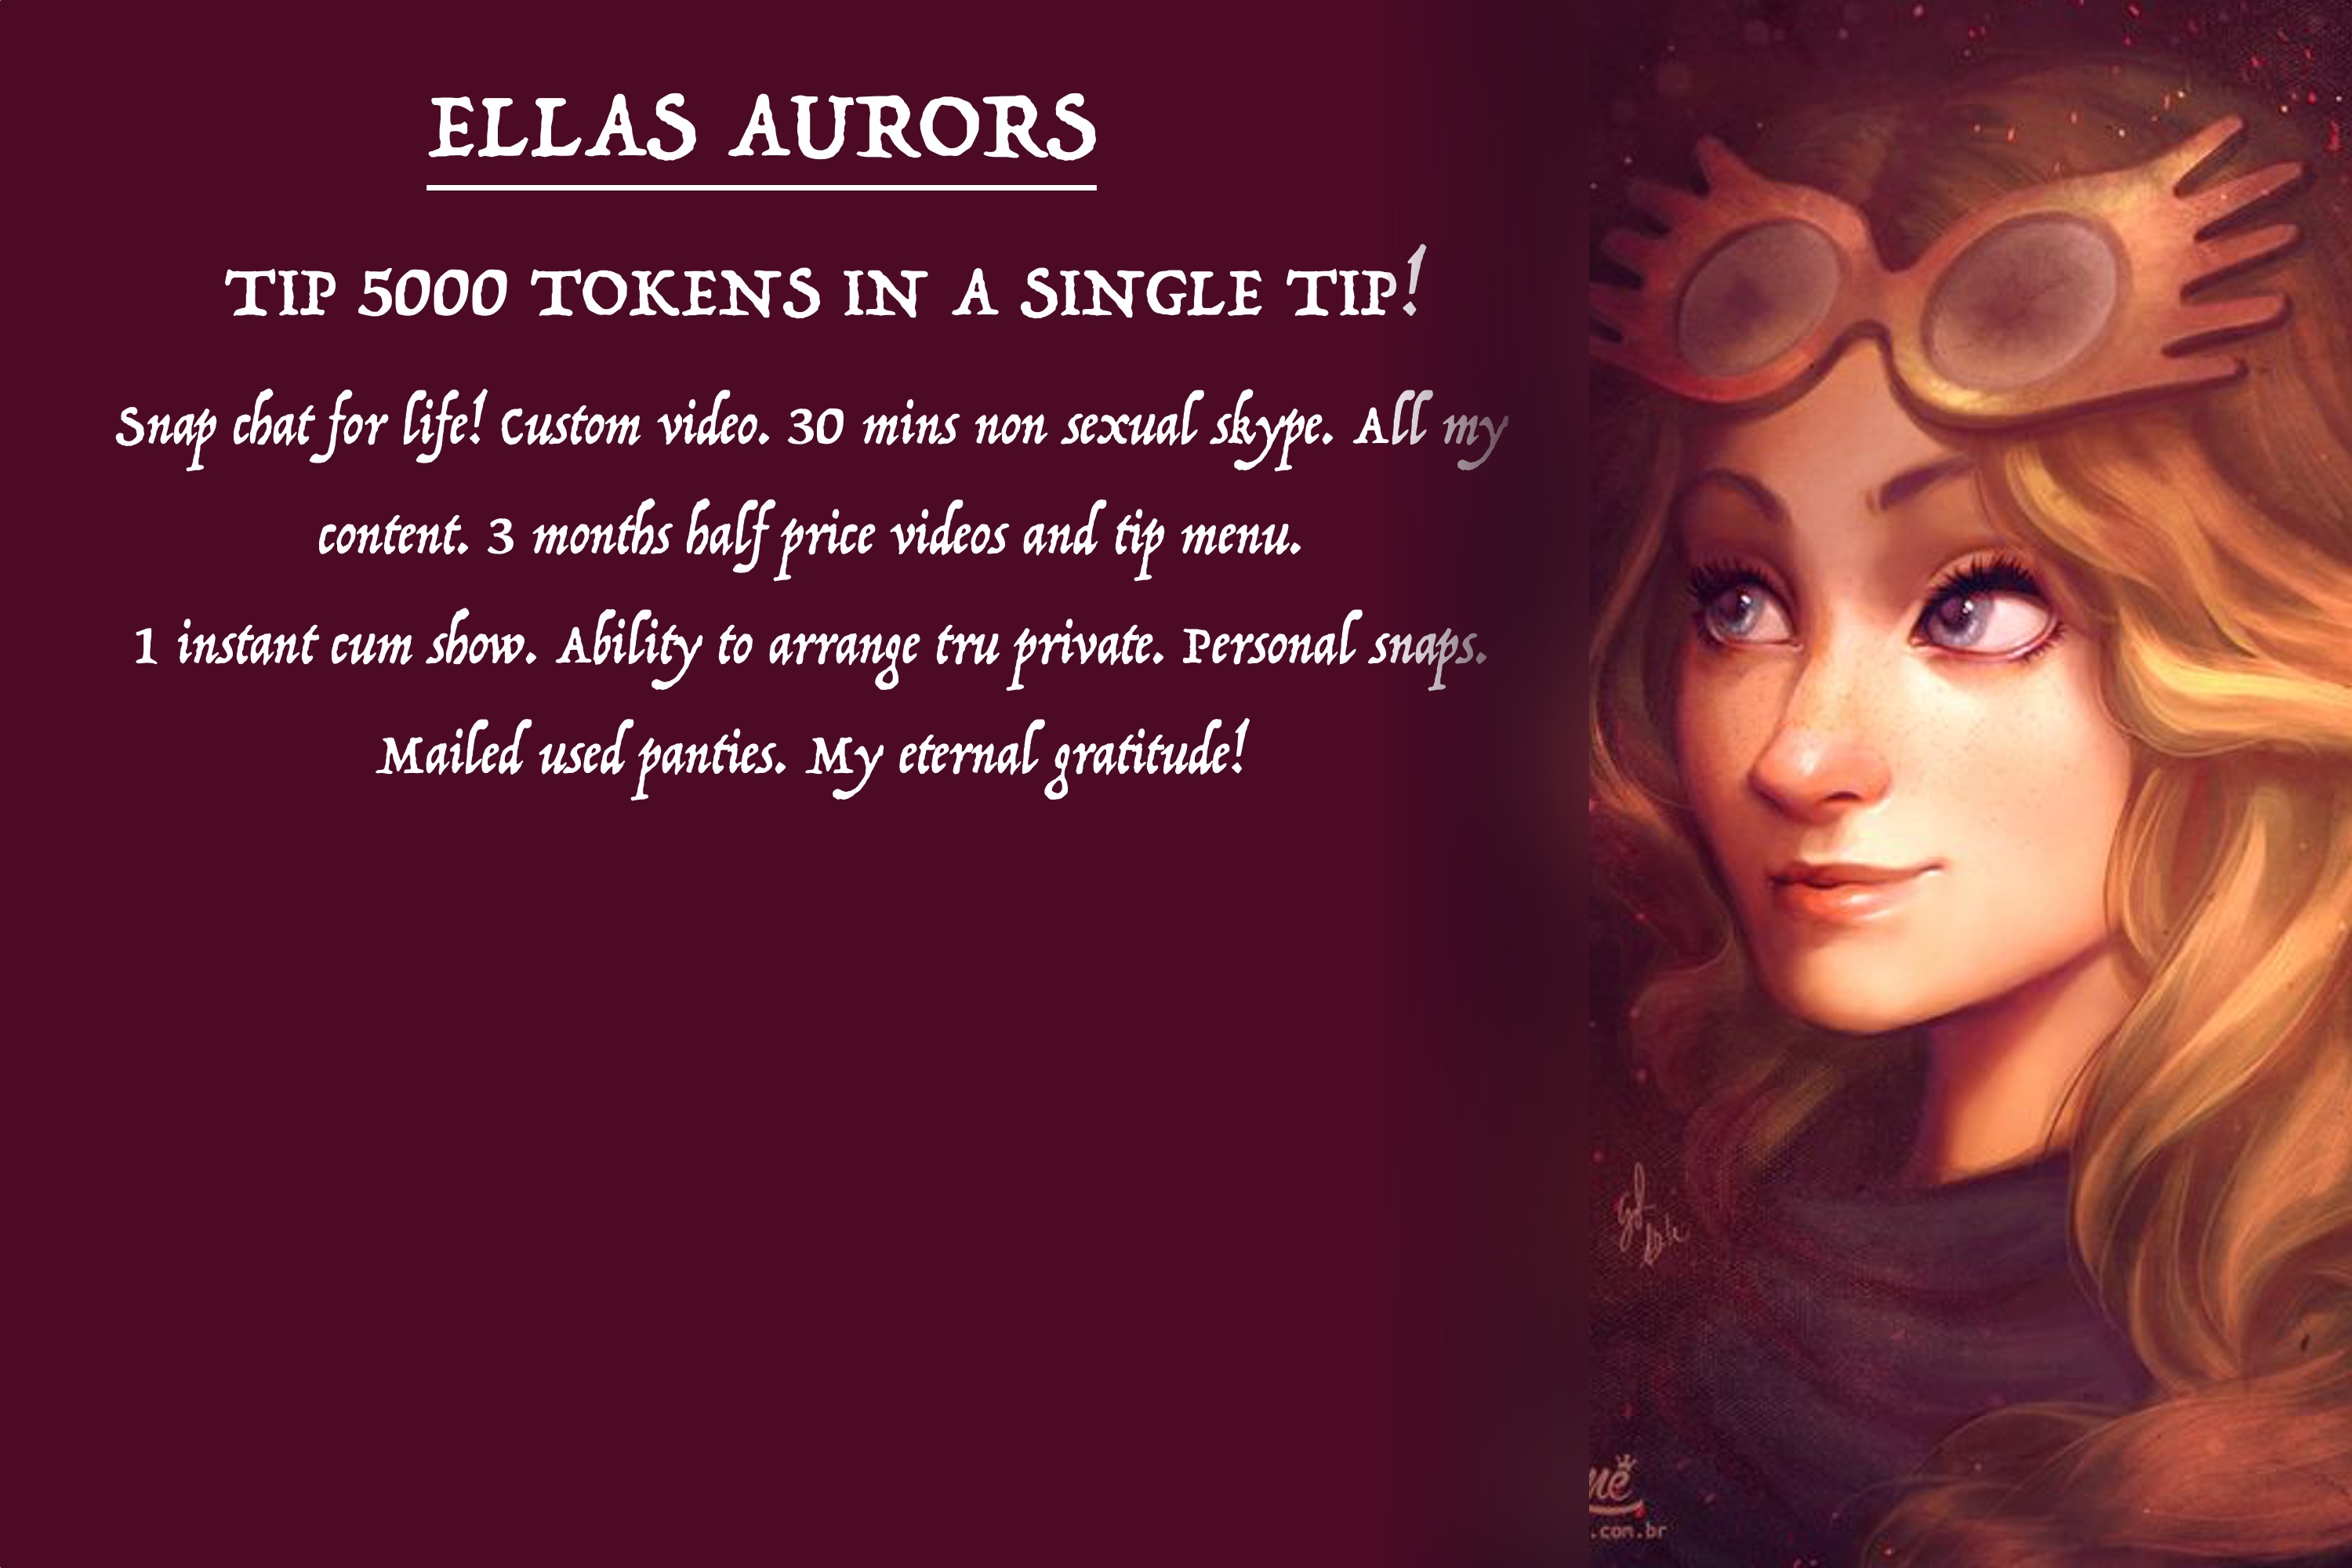 ELLAS AURORS
TIP 5000 TOKENS IN A SINGLE TIP!
Snap chat for life! Custom video. 30 mins non sexual skype. All my
content. 3 months half price videos and tip menu.
1 instant cum show. Ability to arrange tru private. Personal snaps.
Mailed used panties. My eternal gratitude!
.com.br